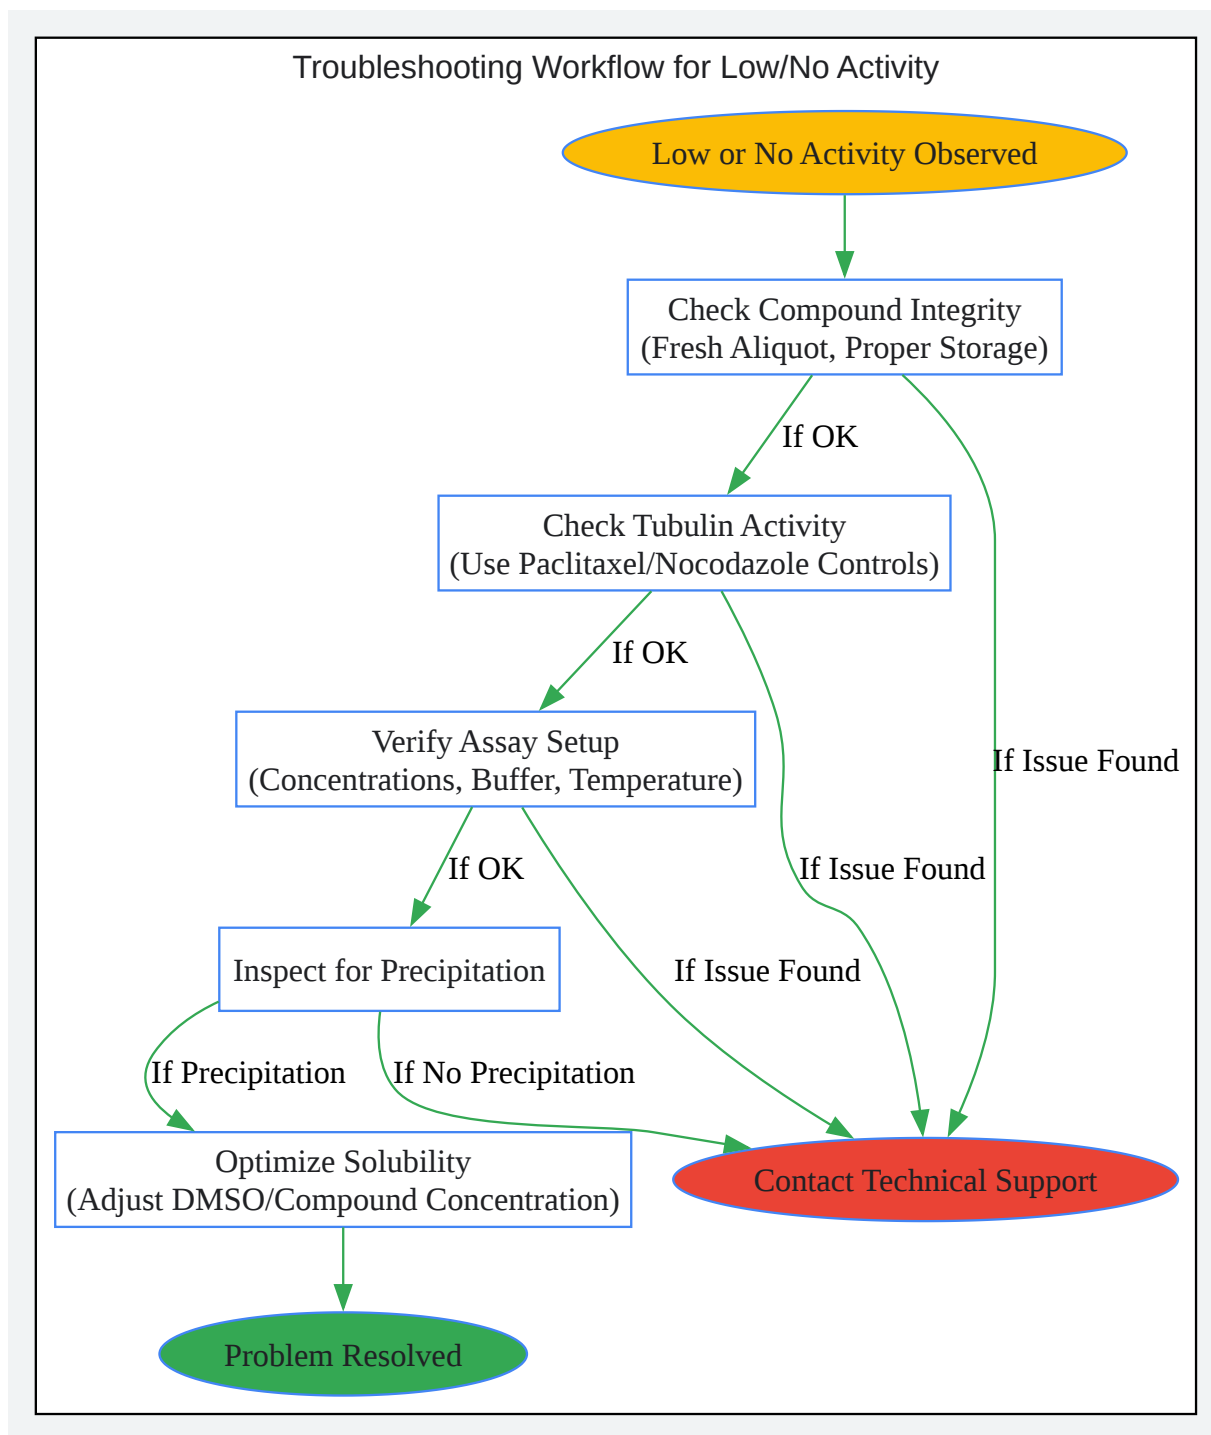 Troubleshooting Workflow for Low/No Activity
Low or No Activity Observed
Check Compound Integrity
(Fresh Aliquot, Proper Storage)
If OK
Check Tubulin Activity
(Use Paclitaxel/Nocodazole Controls)
If OK
Verify Assay Setup
(Concentrations, Buffer, Temperature)
If Issue Found
If OK
If Issue Found
Inspect for Precipitation
If Issue Found
If Precipitation
If No Precipitation
Optimize Solubility
(Adjust DMSO/Compound Concentration)
Contact Technical Support
Problem Resolved